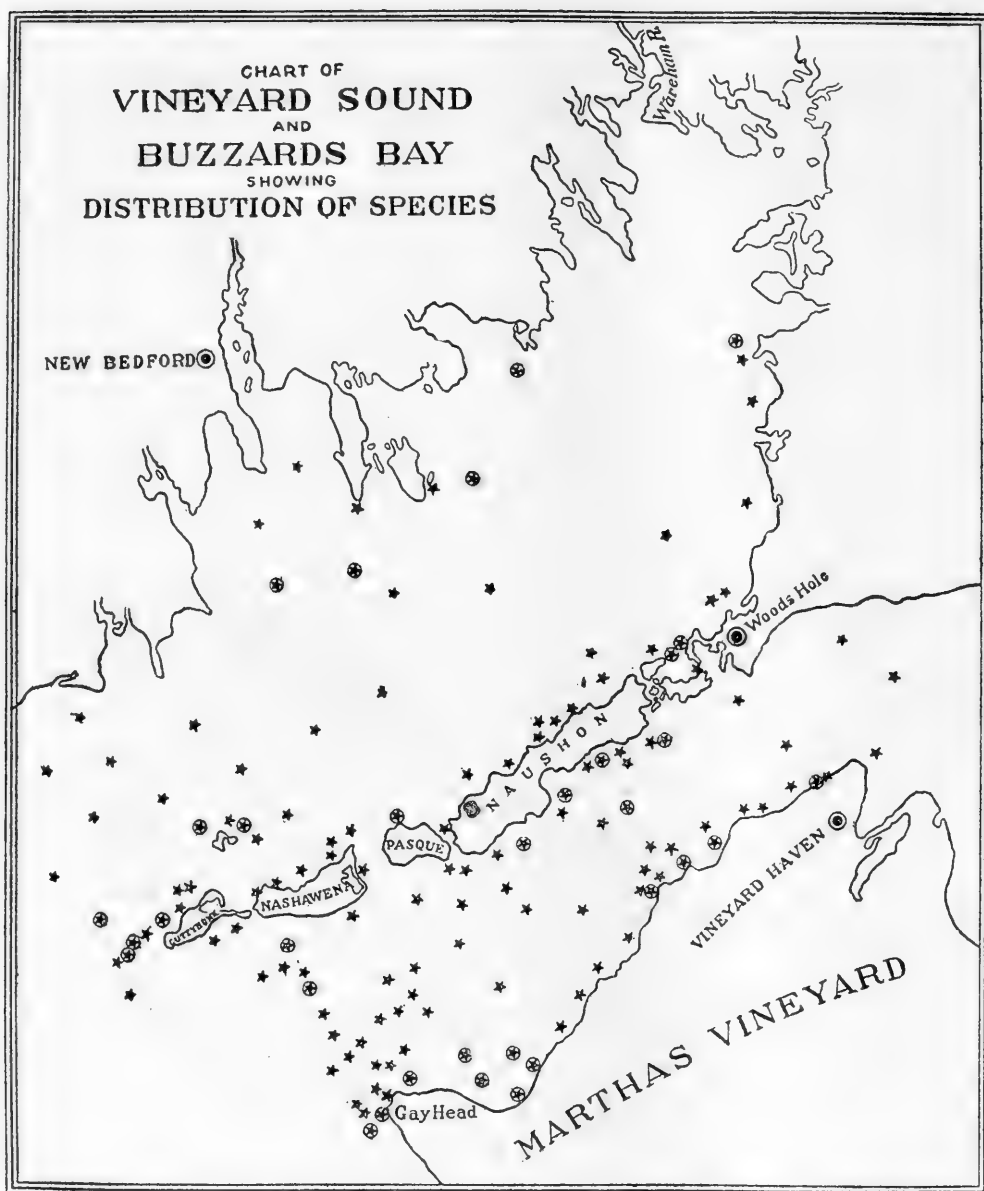 CHART OF
VINEYARD SOUND
AND
BUZZARDS BAY
SHOWING
DISTRIBUTION OF SPECIES
Wareham R.
NEW BEDFORD
Woods Hole
NAUSHON
PASQUE
NASHAWENA
CUTTYHUNK
VINEYARD HAVEN
MARTHAS VINEYARD
Gay Head